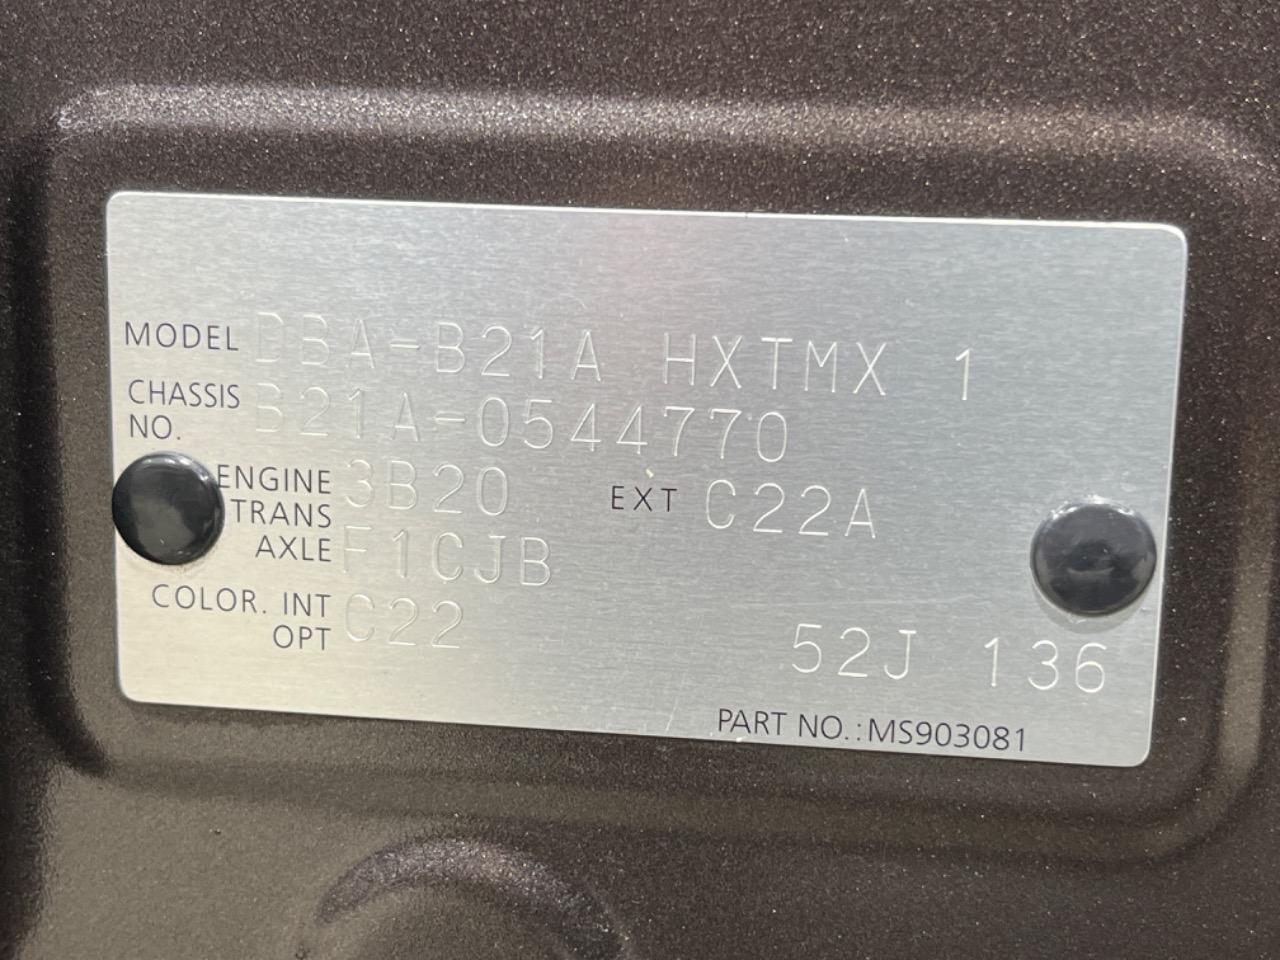 MODEL DBA-B21A HXTMX 1
CHASSIS NO. B21A-0544770
ENGINE 3B20 EXT C22A
TRANS AXLE F1CJB
COLOR. INT OPT C22
52J 136
PART NO.:MS903081